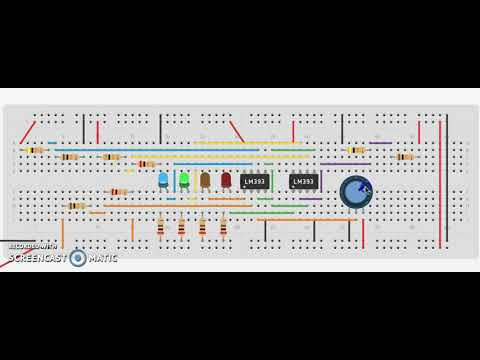 LM393
LM393
RECORDED WITH
SCREENCAST MATIC